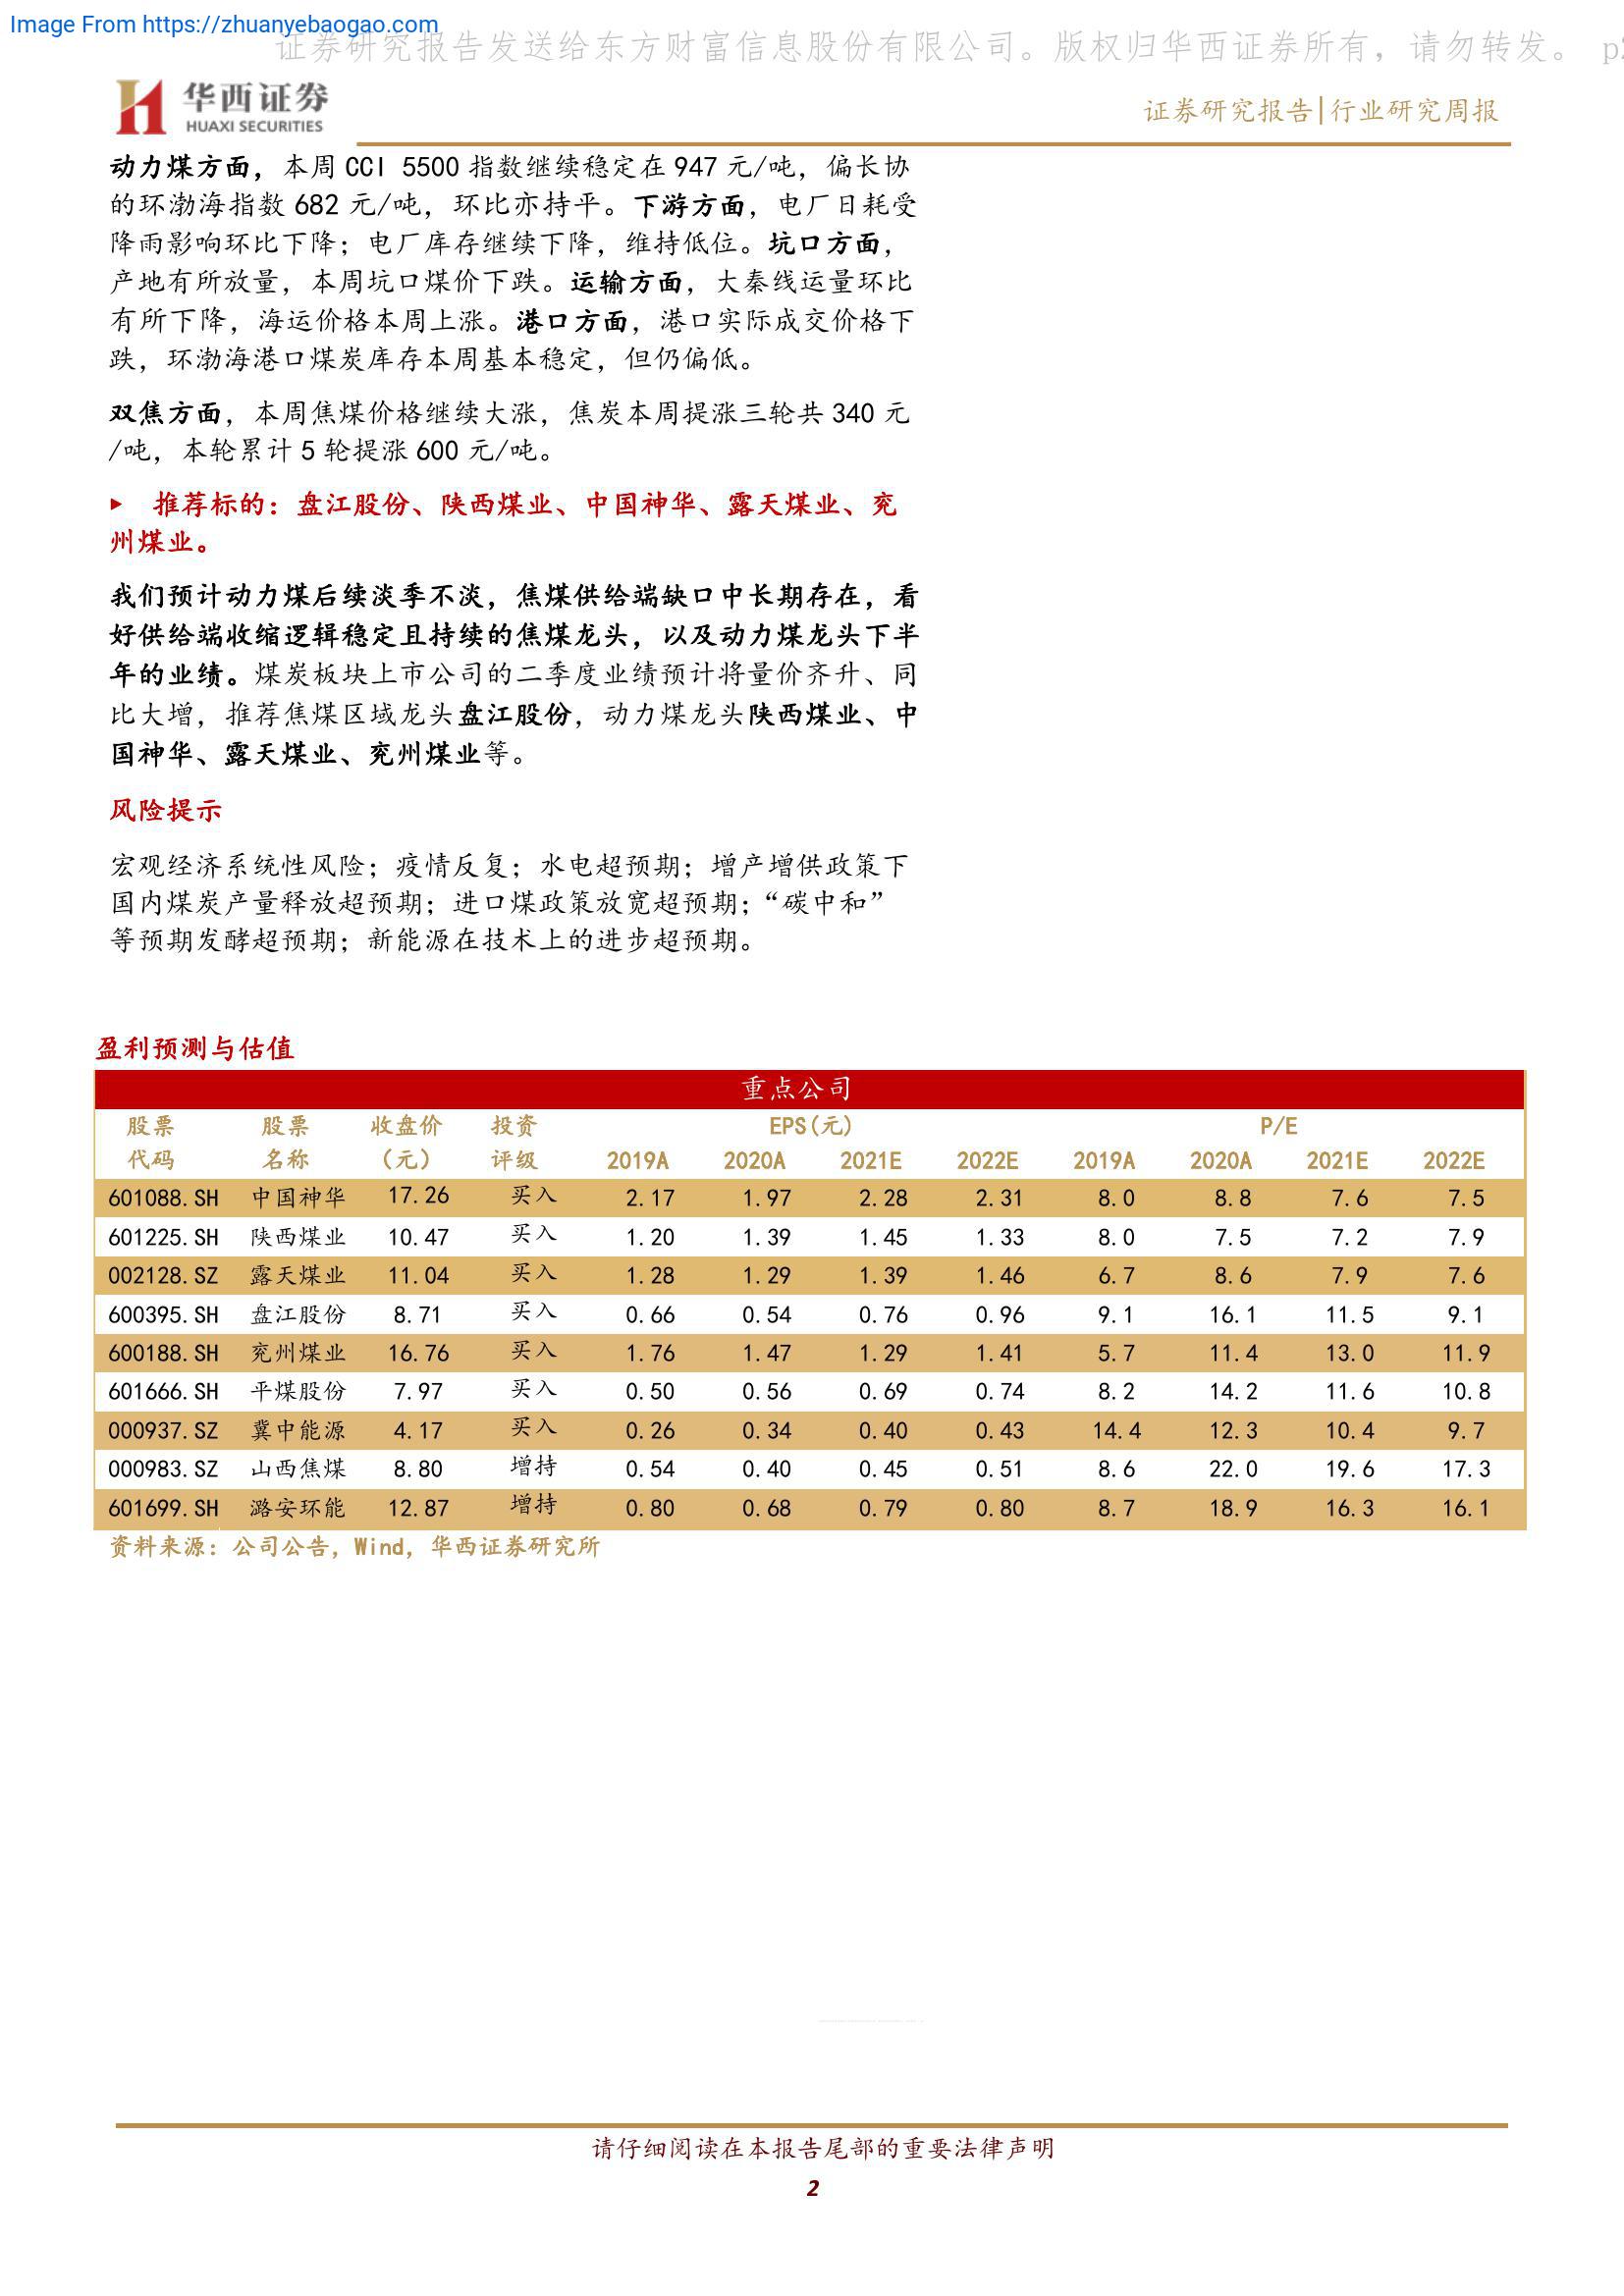 Image From https://zhuanyebaogao.com
证券研究报告发送给东方财富信息股份有限公司。版权归华西证券所有，请勿转发。 p2
华西证券
HUAXI SECURITIES
证券研究报告|行业研究周报
动力煤方面，本周 CCI 5500 指数继续稳定在 947 元/吨，偏长协
的环渤海指数 682 元/吨，环比亦持平。下游方面，电厂日耗受
降雨影响环比下降；电厂库存继续下降，维持低位。坑口方面，
产地有所放量，本周坑口煤价下跌。运输方面，大秦线运量环比
有所下降，海运价格本周上涨。港口方面，港口实际成交价格下
跌，环渤海港口煤炭库存本周基本稳定，但仍偏低。
双焦方面，本周焦煤价格继续大涨，焦炭本周提涨三轮共 340 元
/吨，本轮累计 5 轮提涨 600 元/吨。
▶ 推荐标的：盘江股份、陕西煤业、中国神华、露天煤业、兖
州煤业。
我们预计动力煤后续淡季不淡，焦煤供给端缺口中长期存在，看
好供给端收缩逻辑稳定且持续的焦煤龙头，以及动力煤龙头下半
年的业绩。煤炭板块上市公司的二季度业绩预计将量价齐升、同
比大增，推荐焦煤区域龙头盘江股份，动力煤龙头陕西煤业、中
国神华、露天煤业、兖州煤业等。
风险提示
宏观经济系统性风险；疫情反复；水电超预期；增产增供政策下
国内煤炭产量释放超预期；进口煤政策放宽超预期；“碳中和”
等预期发酵超预期；新能源在技术上的进步超预期。
盈利预测与估值
重点公司
股票 股票 收盘价 投资 EPS(元) P/E
代码 名称 （元） 评级 2019A 2020A 2021E 2022E 2019A 2020A 2021E 2022E
601088.SH 中国神华 17.26 买入 2.17 1.97 2.28 2.31 8.0 8.8 7.6 7.5
601225.SH 陕西煤业 10.47 买入 1.20 1.39 1.45 1.33 8.0 7.5 7.2 7.9
002128.SZ 露天煤业 11.04 买入 1.28 1.29 1.39 1.46 6.7 8.6 7.9 7.6
600395.SH 盘江股份 8.71 买入 0.66 0.54 0.76 0.96 9.1 16.1 11.5 9.1
600188.SH 兖州煤业 16.76 买入 1.76 1.47 1.29 1.41 5.7 11.4 13.0 11.9
601666.SH 平煤股份 7.97 买入 0.50 0.56 0.69 0.74 8.2 14.2 11.6 10.8
000937.SZ 冀中能源 4.17 买入 0.26 0.34 0.40 0.43 14.4 12.3 10.4 9.7
000983.SZ 山西焦煤 8.80 增持 0.54 0.40 0.45 0.51 8.6 22.0 19.6 17.3
601699.SH 潞安环能 12.87 增持 0.80 0.68 0.79 0.80 8.7 18.9 16.3 16.1
资料来源：公司公告，Wind，华西证券研究所
请仔细阅读在本报告尾部的重要法律声明
2